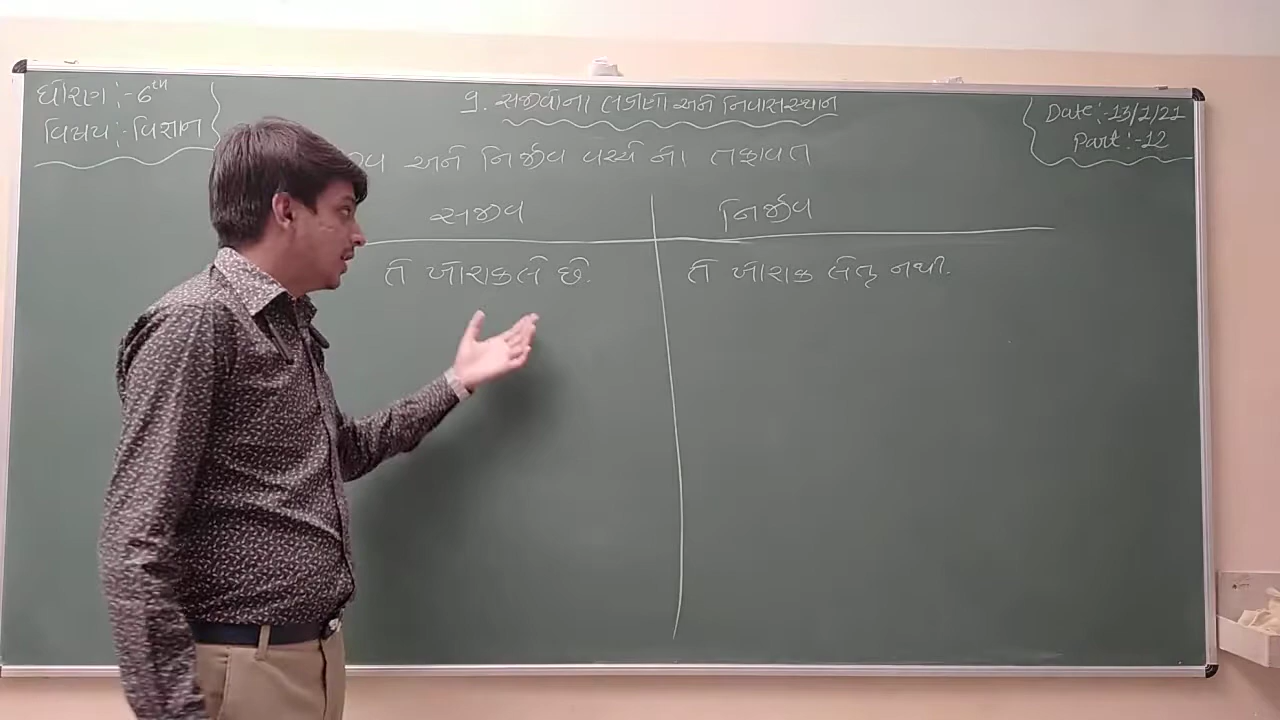 ધોરણ :- 6th
વિષય :- વિજ્ઞાન
9. સજીવોના લક્ષણો અને નિવાસસ્થાન
Date :- 13/1/21
Part :- 12
અને નિર્જીવ વચ્ચે નો તફાવત
સજીવ
નિર્જીવ
તે ખોરાક લે છે.
તે ખોરાક લેતુ નથી.